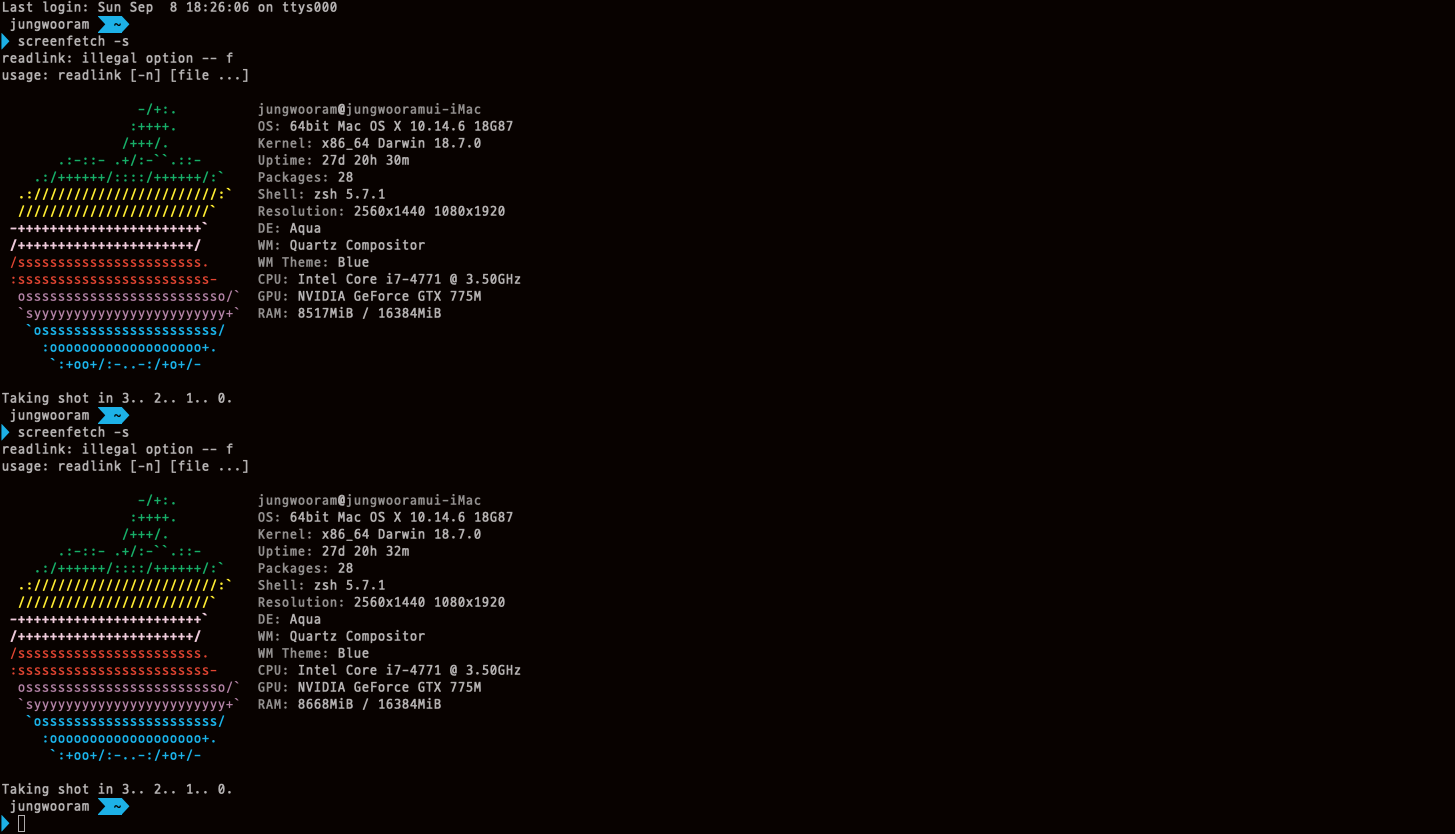 Last login: Sun Sep  8 18:26:06 on ttys000
 jungwooram  ~
 screenfetch -s
readlink: illegal option -- f
usage: readlink [-n] [file ...]

                 -/+:.          jungwooram@jungwooramui-iMac
                :++++.          OS: 64bit Mac OS X 10.14.6 18G87
               /+++/.           Kernel: x86_64 Darwin 18.7.0
       .:-::- .+/:-``.::-       Uptime: 27d 20h 30m
    .:/++++++/::::/++++++/:`    Packages: 28
  .:///////////////////////:`   Shell: zsh 5.7.1
  ////////////////////////`     Resolution: 2560x1440 1080x1920
 -+++++++++++++++++++++++`      DE: Aqua
 /++++++++++++++++++++++/       WM: Quartz Compositor
 /sssssssssssssssssssssss.      WM Theme: Blue
 :ssssssssssssssssssssssss-     CPU: Intel Core i7-4771 @ 3.50GHz
  osssssssssssssssssssssssso/`  GPU: NVIDIA GeForce GTX 775M
  `syyyyyyyyyyyyyyyyyyyyyyyy+`  RAM: 8517MiB / 16384MiB
   `ossssssssssssssssssssss/
     :ooooooooooooooooooo+.
      `:+oo+/:-..-:/+o+/-

Taking shot in 3.. 2.. 1.. 0.
 jungwooram  ~
 screenfetch -s
readlink: illegal option -- f
usage: readlink [-n] [file ...]

                 -/+:.          jungwooram@jungwooramui-iMac
                :++++.          OS: 64bit Mac OS X 10.14.6 18G87
               /+++/.           Kernel: x86_64 Darwin 18.7.0
       .:-::- .+/:-``.::-       Uptime: 27d 20h 32m
    .:/++++++/::::/++++++/:`    Packages: 28
  .:///////////////////////:`   Shell: zsh 5.7.1
  ////////////////////////`     Resolution: 2560x1440 1080x1920
 -+++++++++++++++++++++++`      DE: Aqua
 /++++++++++++++++++++++/       WM: Quartz Compositor
 /sssssssssssssssssssssss.      WM Theme: Blue
 :ssssssssssssssssssssssss-     CPU: Intel Core i7-4771 @ 3.50GHz
  osssssssssssssssssssssssso/`  GPU: NVIDIA GeForce GTX 775M
  `syyyyyyyyyyyyyyyyyyyyyyyy+`  RAM: 8668MiB / 16384MiB
   `ossssssssssssssssssssss/
     :ooooooooooooooooooo+.
      `:+oo+/:-..-:/+o+/-

Taking shot in 3.. 2.. 1.. 0.
 jungwooram  ~